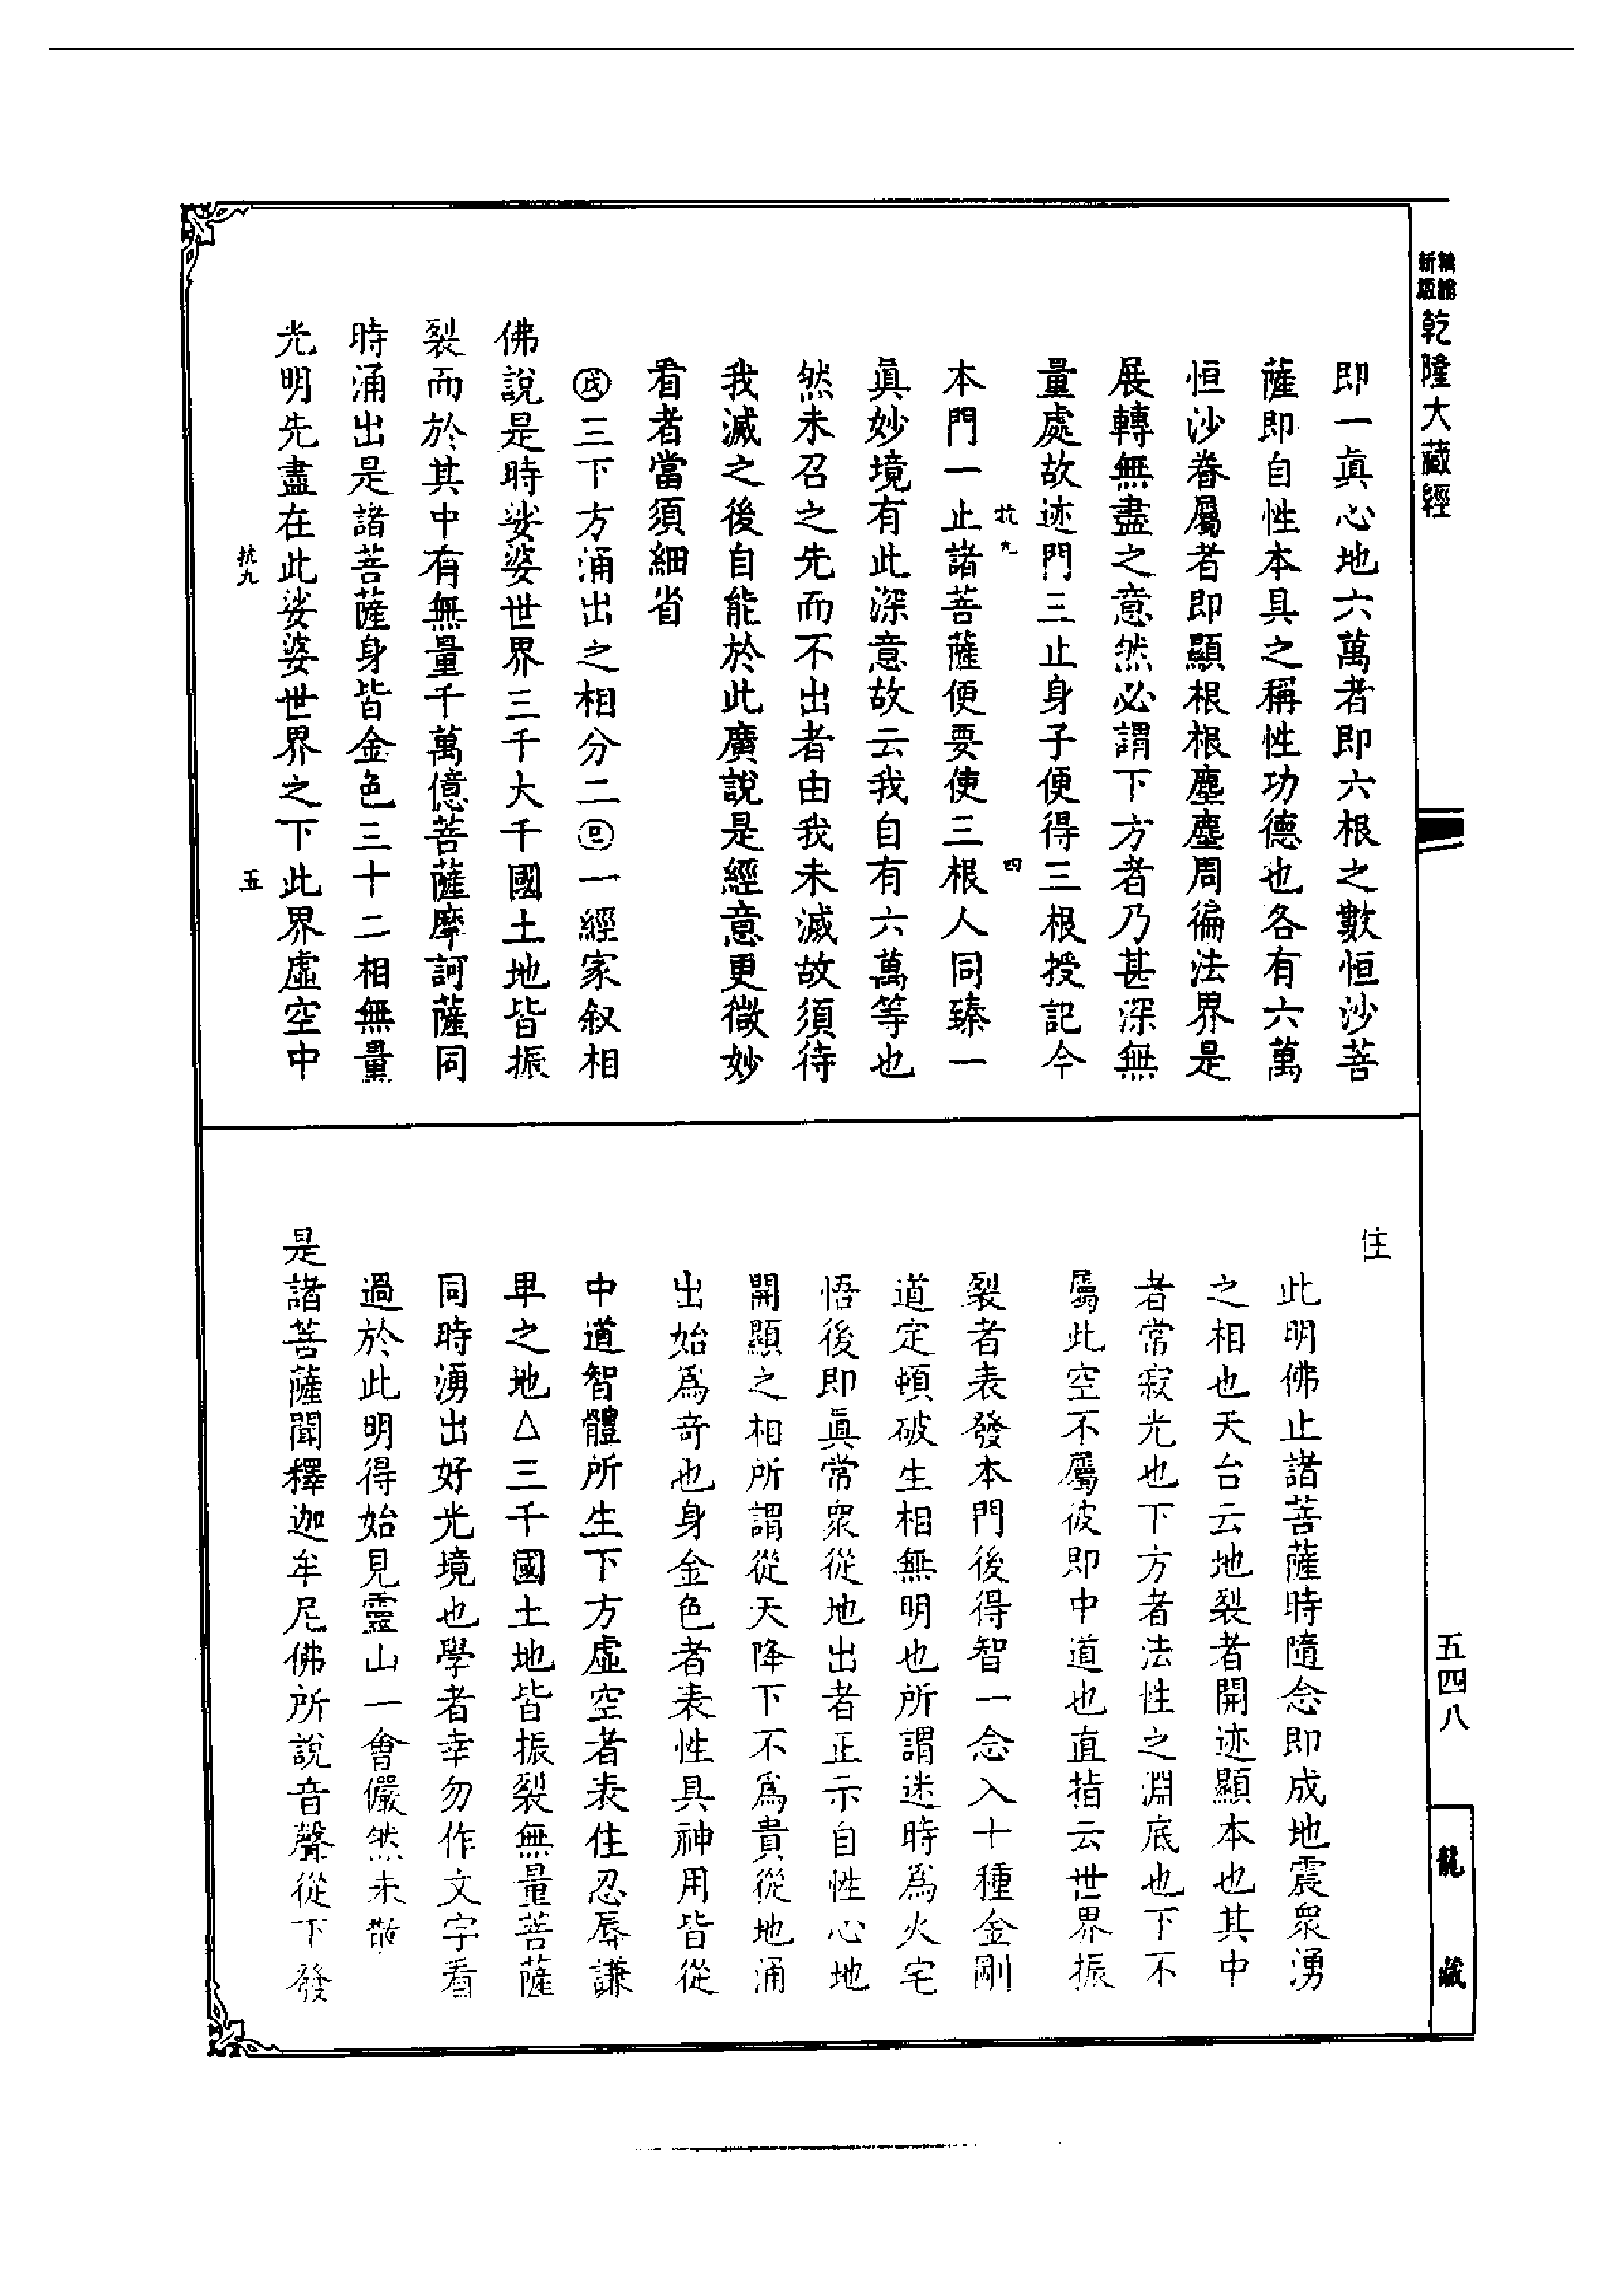 新版
精縮
乾隆大藏經
即一眞心地六萬者即六根之數恒沙菩
薩即自性本具之稱性功德也各有六萬
恒沙眷屬者即顯根根塵塵周徧法界是
展轉無盡之意然必謂下方者乃甚深無
量處故迹門三止身子便得三根授記今
抗九 四
本門一止諸菩薩便要使三根人同臻一
眞妙境有此深意故云我自有六萬等也
然未召之先而不出者由我未滅故須待
我滅之後自能於此廣說是經意更微妙
看者當須細省
㊛三下方涌出之相分二�’一經家叙相
佛說是時娑婆世界三千大千國土地皆振
裂而於其中有無量千萬億菩薩摩訶薩同
時涌出是諸菩薩身皆金色三十二相無量
光明先盡在此娑婆世界之下此界虛空中
抗九 五
住
此明佛止諸菩薩時隨念即成地震衆湧
之相也天台云地裂者開迹顯本也其中
者常寂光也下方者法性之淵底也下不
屬此空不屬彼即中道也直指云世界振
裂者表發本門後得智一念入十種金剛
道定頓破生相無明也所謂迷時爲火宅
悟後即眞常衆從地出者正示自性心地
開顯之相所謂從天降下不爲貴從地涌
出始爲奇也身金色者表性具神用皆從
中道智體所生下方虛空者表住忍辱謙
卑之地△三千國土地皆振裂無量菩薩
同時湧出好光境也學者幸勿作文字看
過於此明得始見靈山一會儼然未散
是諸菩薩聞釋迦牟尼佛所說音聲從下發
五四八
龍藏